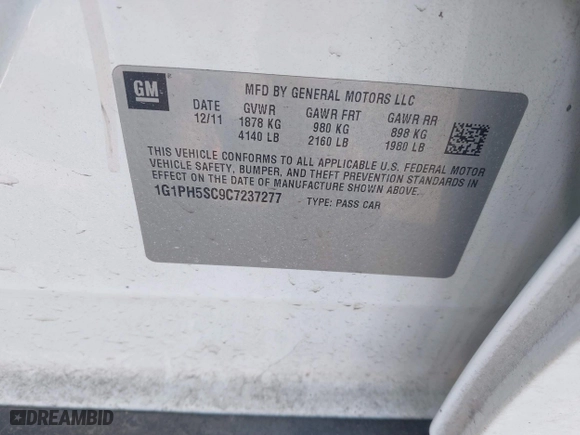 GM
MFD BY GENERAL MOTORS LLC
DATE GVWR GAWR FRT GAWR RR
12/11 1878 KG 980 KG 898 KG
4140 LB 2160 LB 1980 LB
THIS VEHICLE CONFORMS TO ALL APPLICABLE U.S. FEDERAL MOTOR
VEHICLE SAFETY, BUMPER, AND THEFT PREVENTION STANDARDS IN
EFFECT ON THE DATE OF MANUFACTURE SHOWN ABOVE.
1G1PH5SC9C7237277 TYPE: PASS CAR
DREAMBID